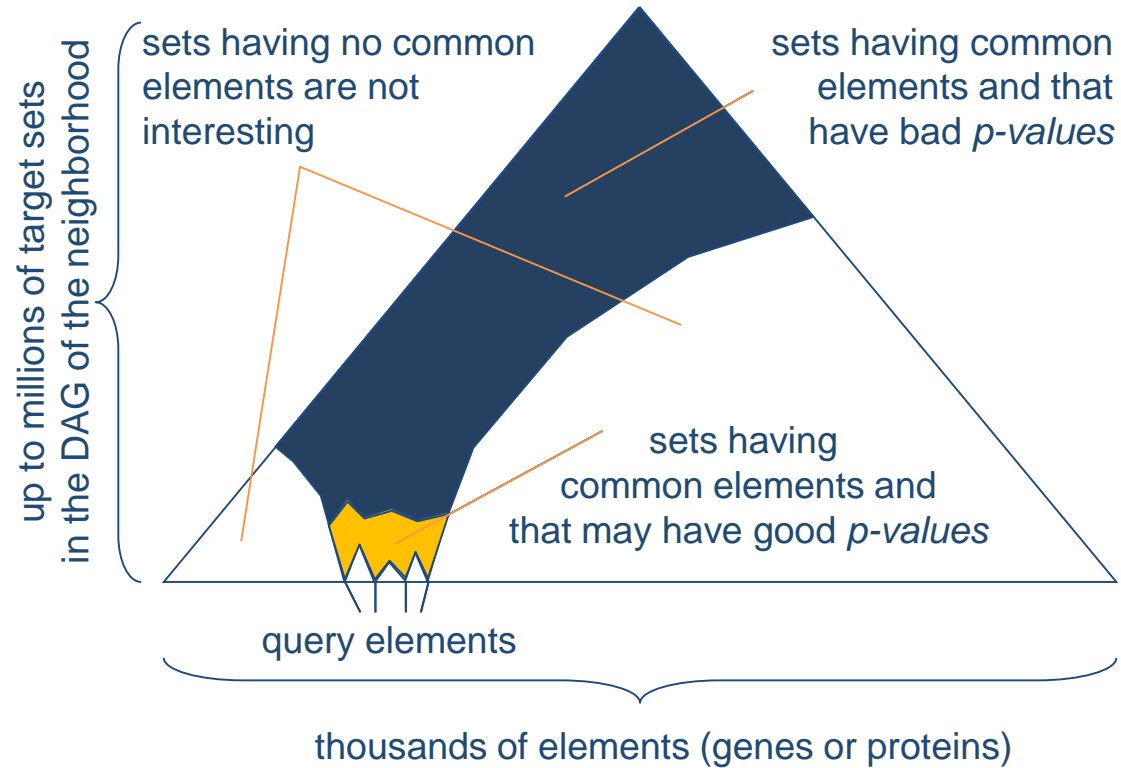 up to millions of target sets
in the DAG of the neighborhood
sets having no common
elements are not
interesting
sets having common
elements and that
have bad p-values
sets having
common elements and
that may have good p-values
query elements
thousands of elements (genes or proteins)